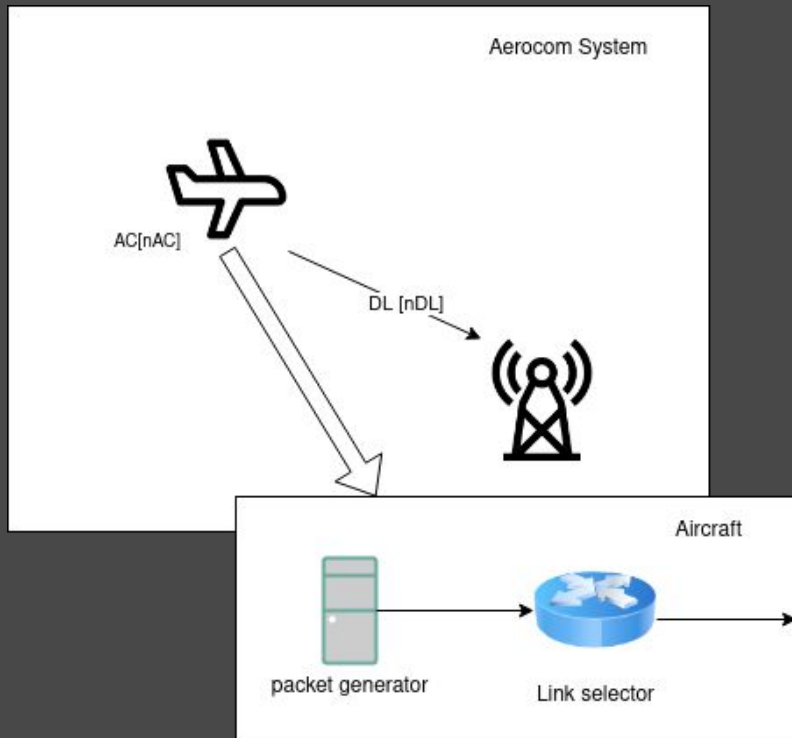 Aerocom System
AC[nAC]
DL [nDL]
Aircraft
packet generator
Link selector